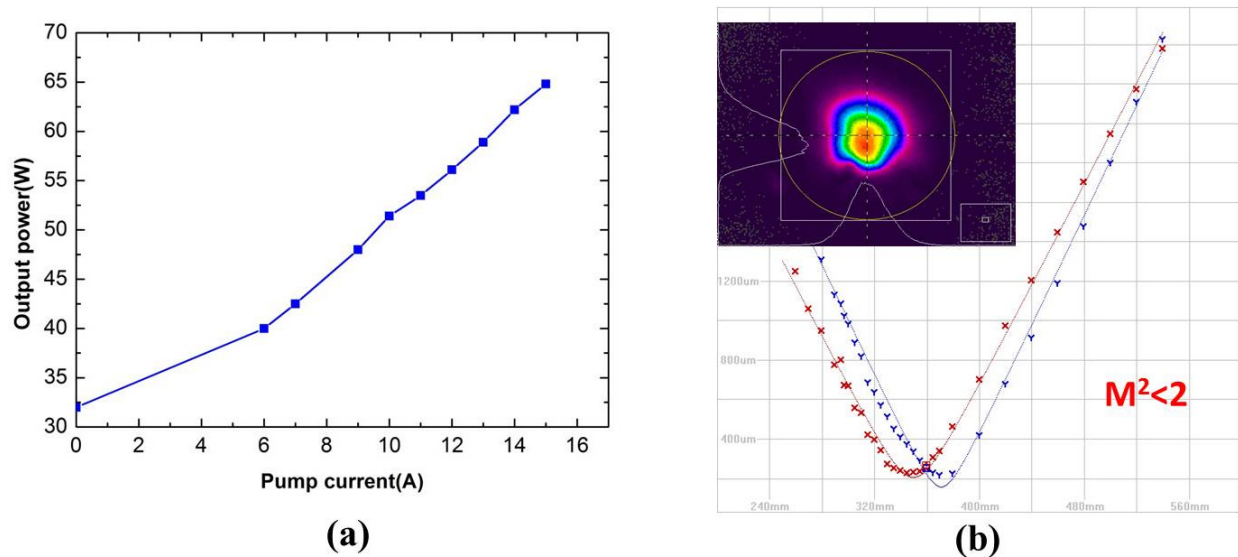 70
65
60
55
50
45
40
35
30
0 2 4 6 8 10 12 14 16
Output power(W)
Pump current(A)
(a)
1200um
800um
400um
240mm 320mm 400mm 480mm 560mm
M²<2
(b)